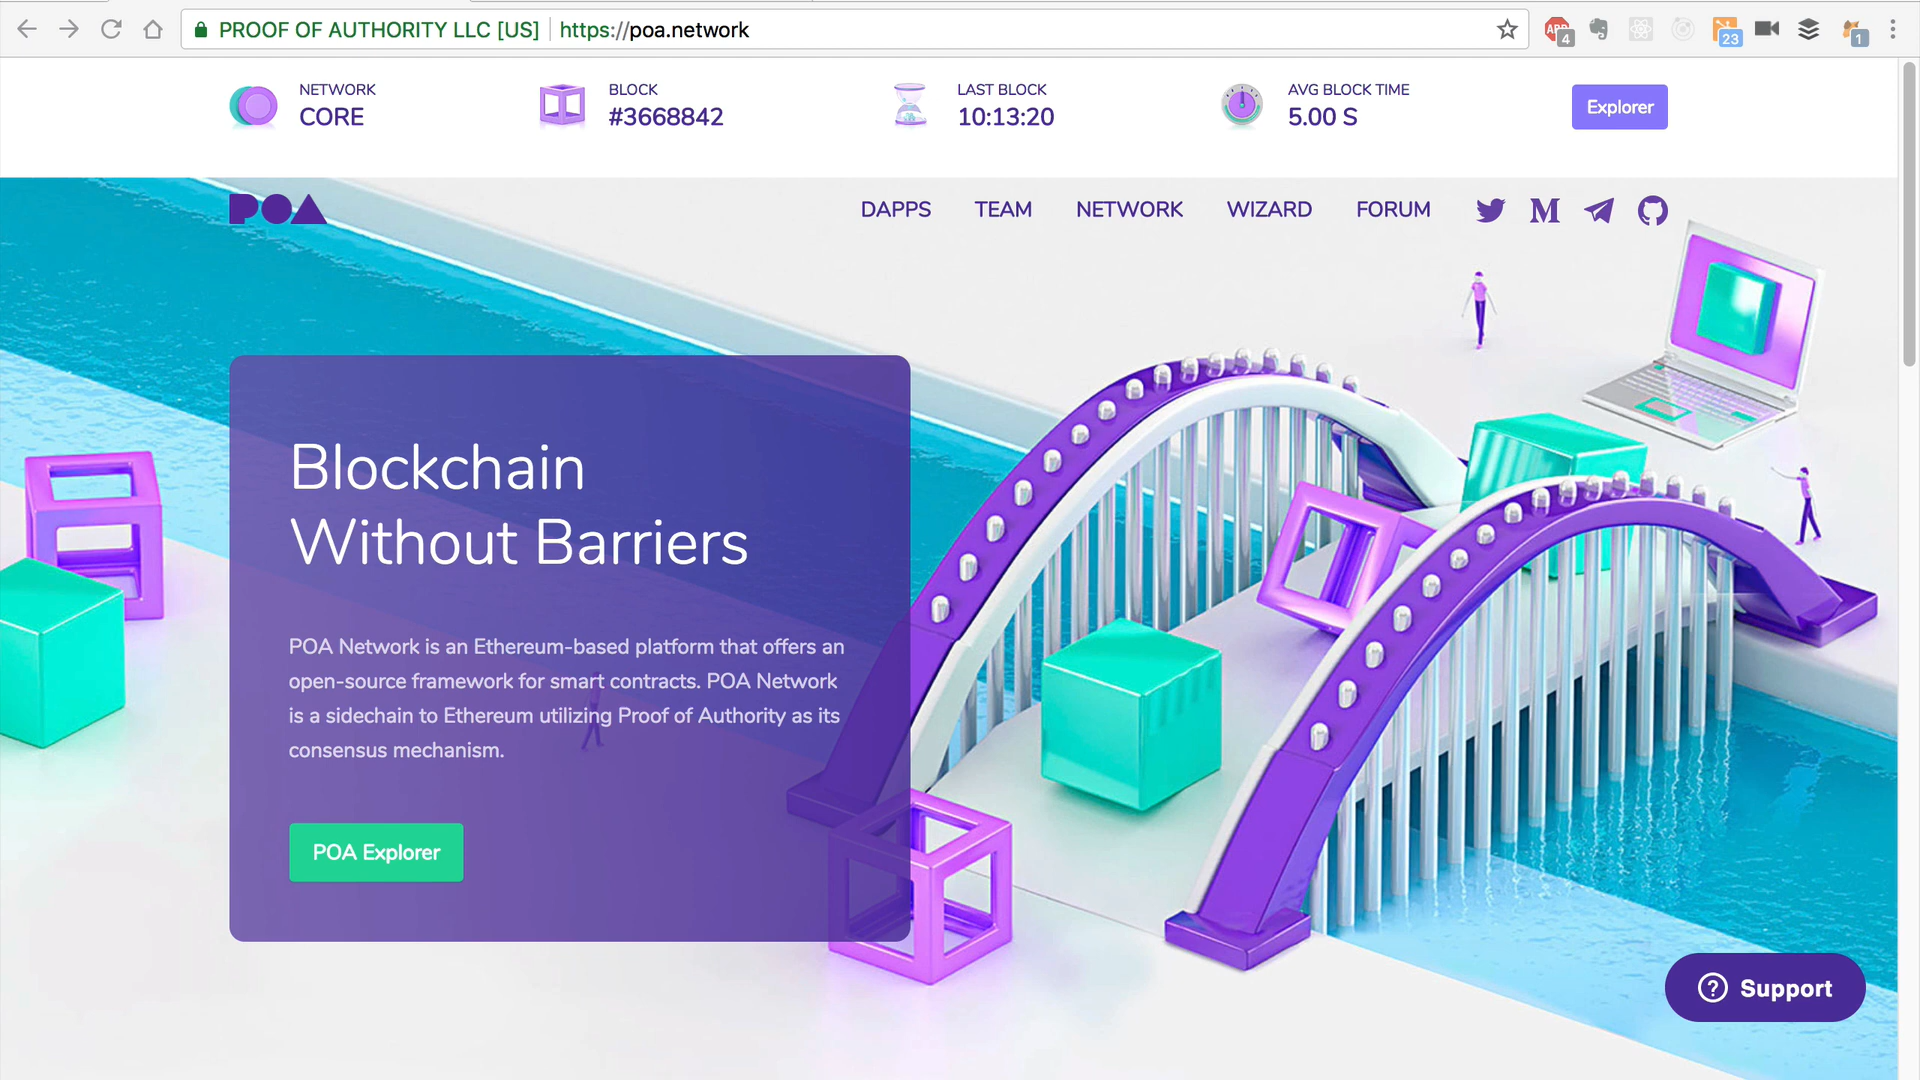 PROOF OF AUTHORITY LLC [US] https://poa.network
4
23
1
NETWORK
CORE
BLOCK
#3668842
LAST BLOCK
10:13:20
AVG BLOCK TIME
5.00 S
Explorer
POA
DAPPS TEAM NETWORK WIZARD FORUM
Blockchain
Without Barriers
POA Network is an Ethereum-based platform that offers an
open-source framework for smart contracts. POA Network
is a sidechain to Ethereum utilizing Proof of Authority as its
consensus mechanism.
POA Explorer
Support